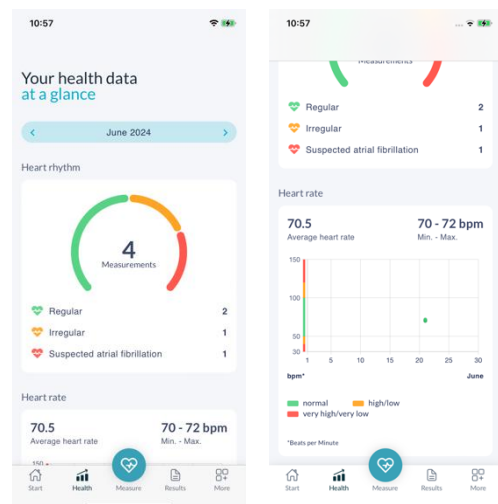 10:57
Your health data
at a glance
< June 2024 >
Heart rhythm
4
Measurements
Regular 2
Irregular 1
Suspected atrial fibrillation 1
Heart rate
70.5 70 - 72 bpm
Average heart rate Min. - Max.
150
Start Health Measure Results More
10:57
Measurements
Regular 2
Irregular 1
Suspected atrial fibrillation 1
Heart rate
70.5 70 - 72 bpm
Average heart rate Min. - Max.
150
100
50
30
1 5 10 15 20 25 30
bpm* June
normal high/low
very high/very low
*Beats per Minute
Start Health Measure Results More